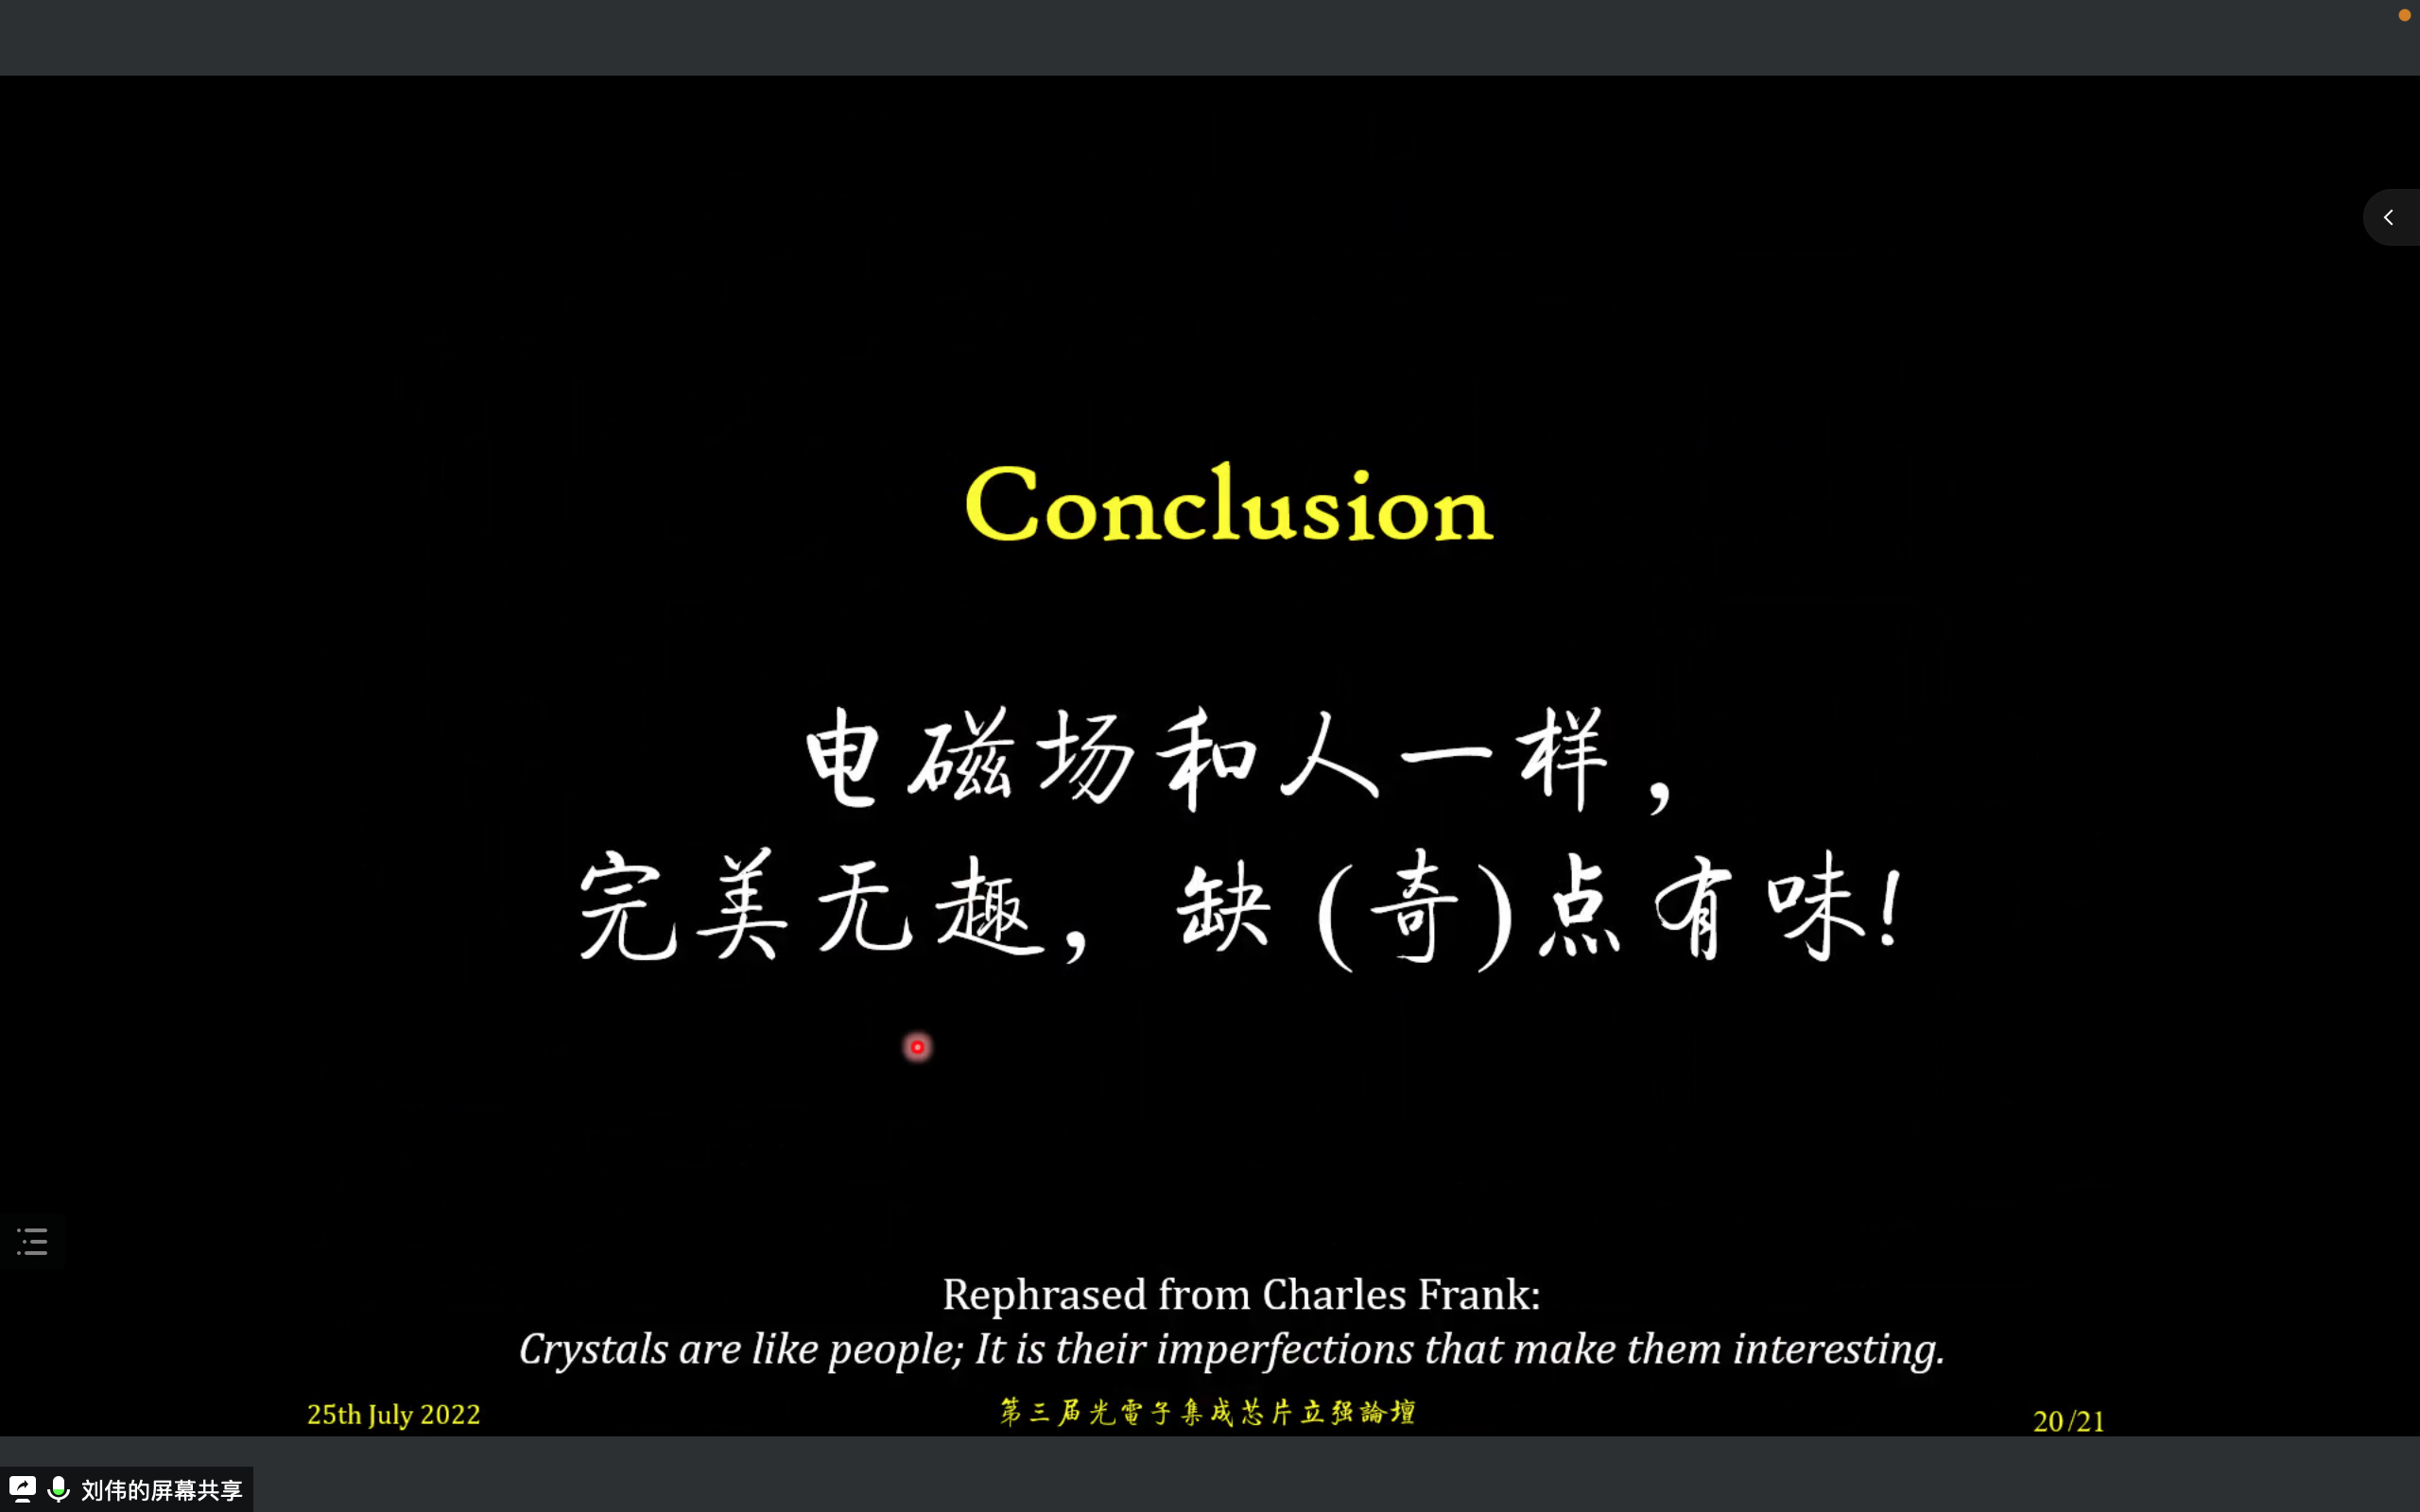 Conclusion
电磁场和人一样，
完美无趣，缺(奇)点有味!
Rephrased from Charles Frank:
Crystals are like people; It is their imperfections that make them interesting.
25th July 2022
第三届光電子集成芯片立强論壇
20/21
刘伟的屏幕共享